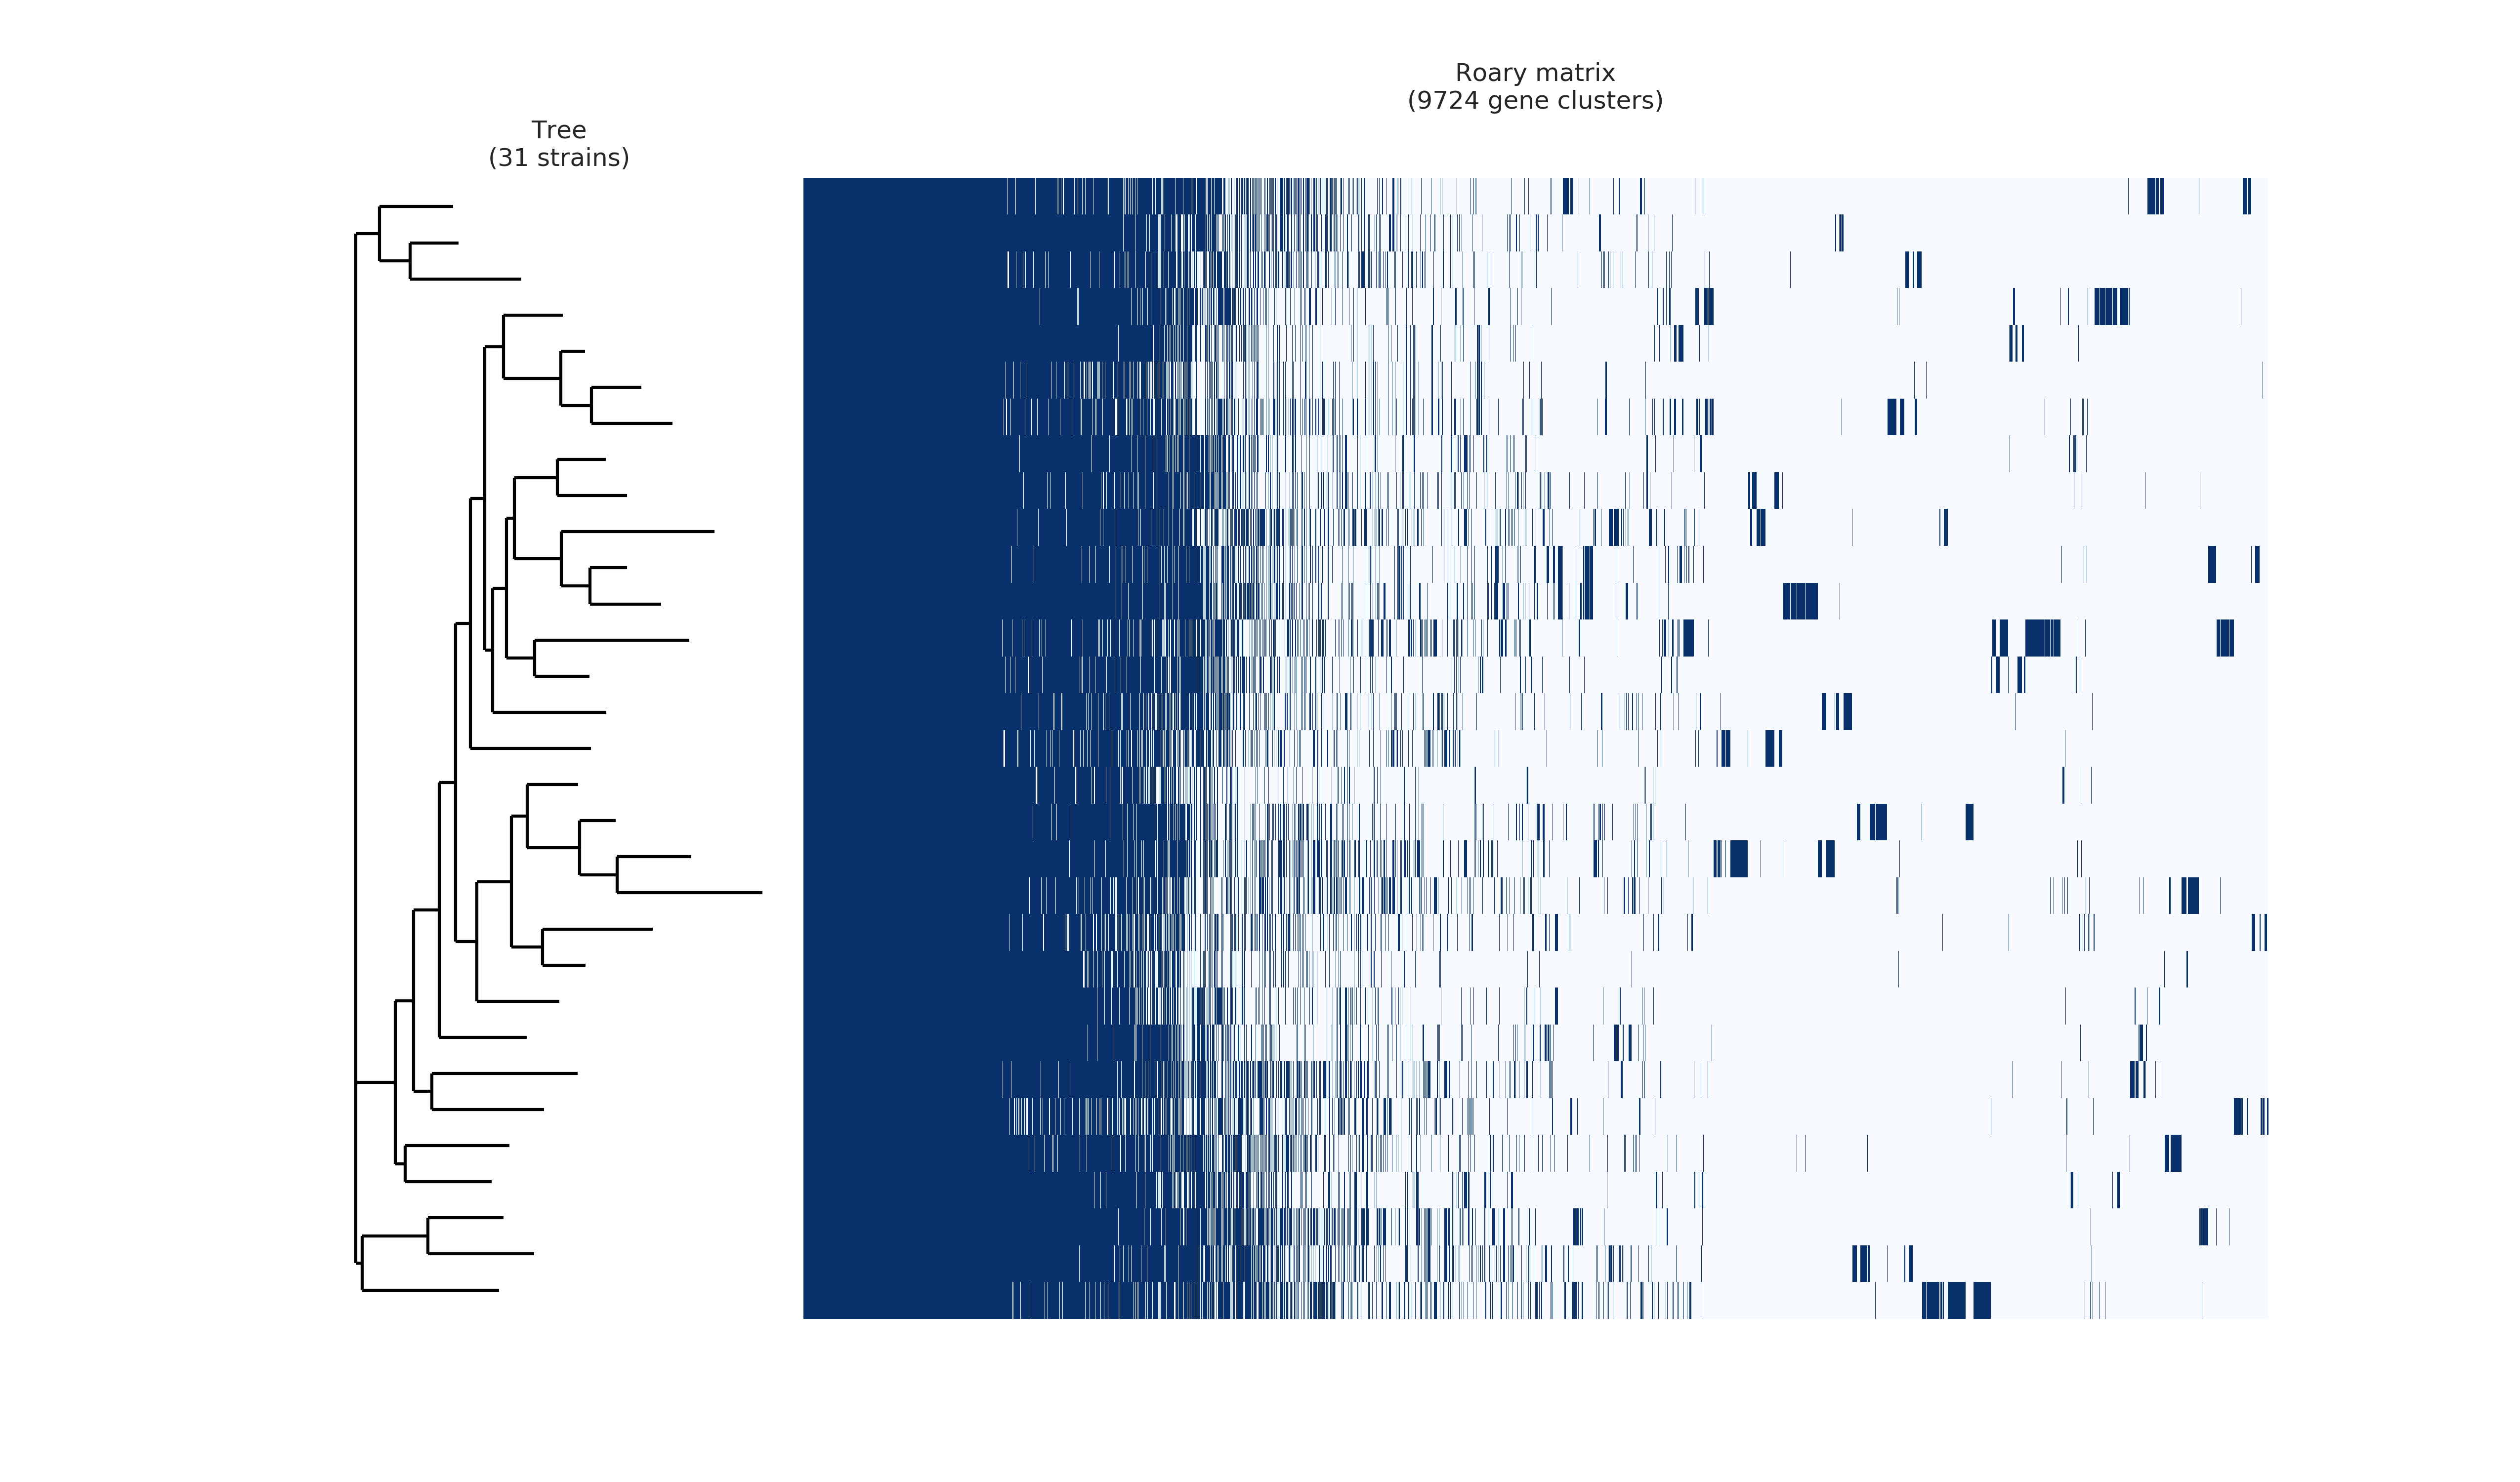 Tree
(31 strains)
Roary matrix
(9724 gene clusters)